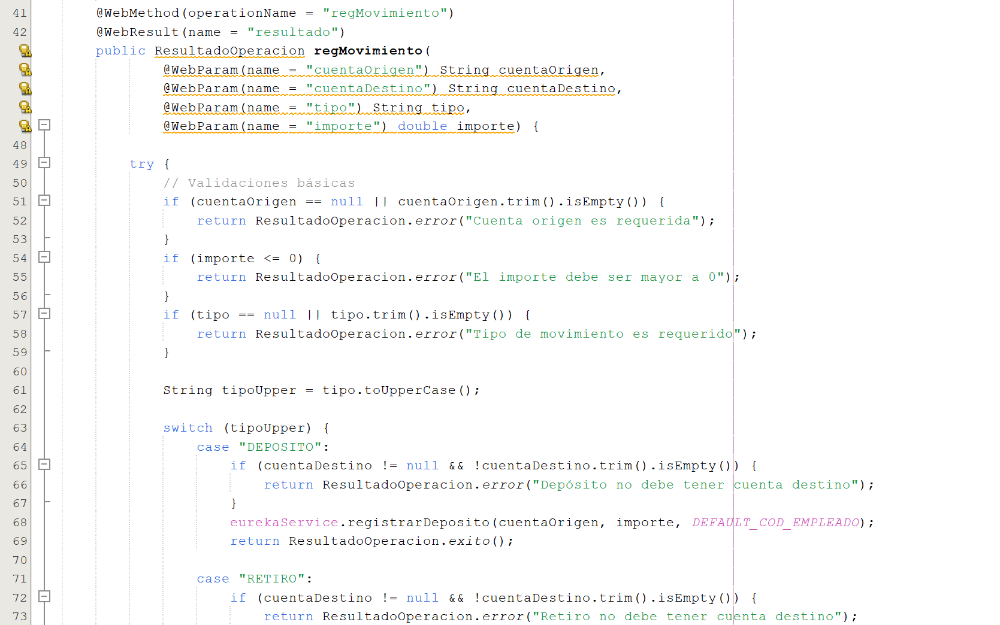 41 @WebMethod(operationName = "regMovimiento")
42 @WebResult(name = "resultado")
public ResultadoOperacion regMovimiento(
@WebParam(name = "cuentaOrigen") String cuentaOrigen,
@WebParam(name = "cuentaDestino") String cuentaDestino,
@WebParam(name = "tipo") String tipo,
@WebParam(name = "importe") double importe) {
48
49 try {
50 // Validaciones básicas
51 if (cuentaOrigen == null || cuentaOrigen.trim().isEmpty()) {
52 return ResultadoOperacion.error("Cuenta origen es requerida");
53 }
54 if (importe <= 0) {
55 return ResultadoOperacion.error("El importe debe ser mayor a 0");
56 }
57 if (tipo == null || tipo.trim().isEmpty()) {
58 return ResultadoOperacion.error("Tipo de movimiento es requerido");
59 }
60
61 String tipoUpper = tipo.toUpperCase();
62
63 switch (tipoUpper) {
64 case "DEPOSITO":
65 if (cuentaDestino != null && !cuentaDestino.trim().isEmpty()) {
66 return ResultadoOperacion.error("Depósito no debe tener cuenta destino");
67 }
68 eurekaService.registrarDeposito(cuentaOrigen, importe, DEFAULT_COD_EMPLEADO);
69 return ResultadoOperacion.exito();
70
71 case "RETIRO":
72 if (cuentaDestino != null && !cuentaDestino.trim().isEmpty()) {
73 return ResultadoOperacion.error("Retiro no debe tener cuenta destino");